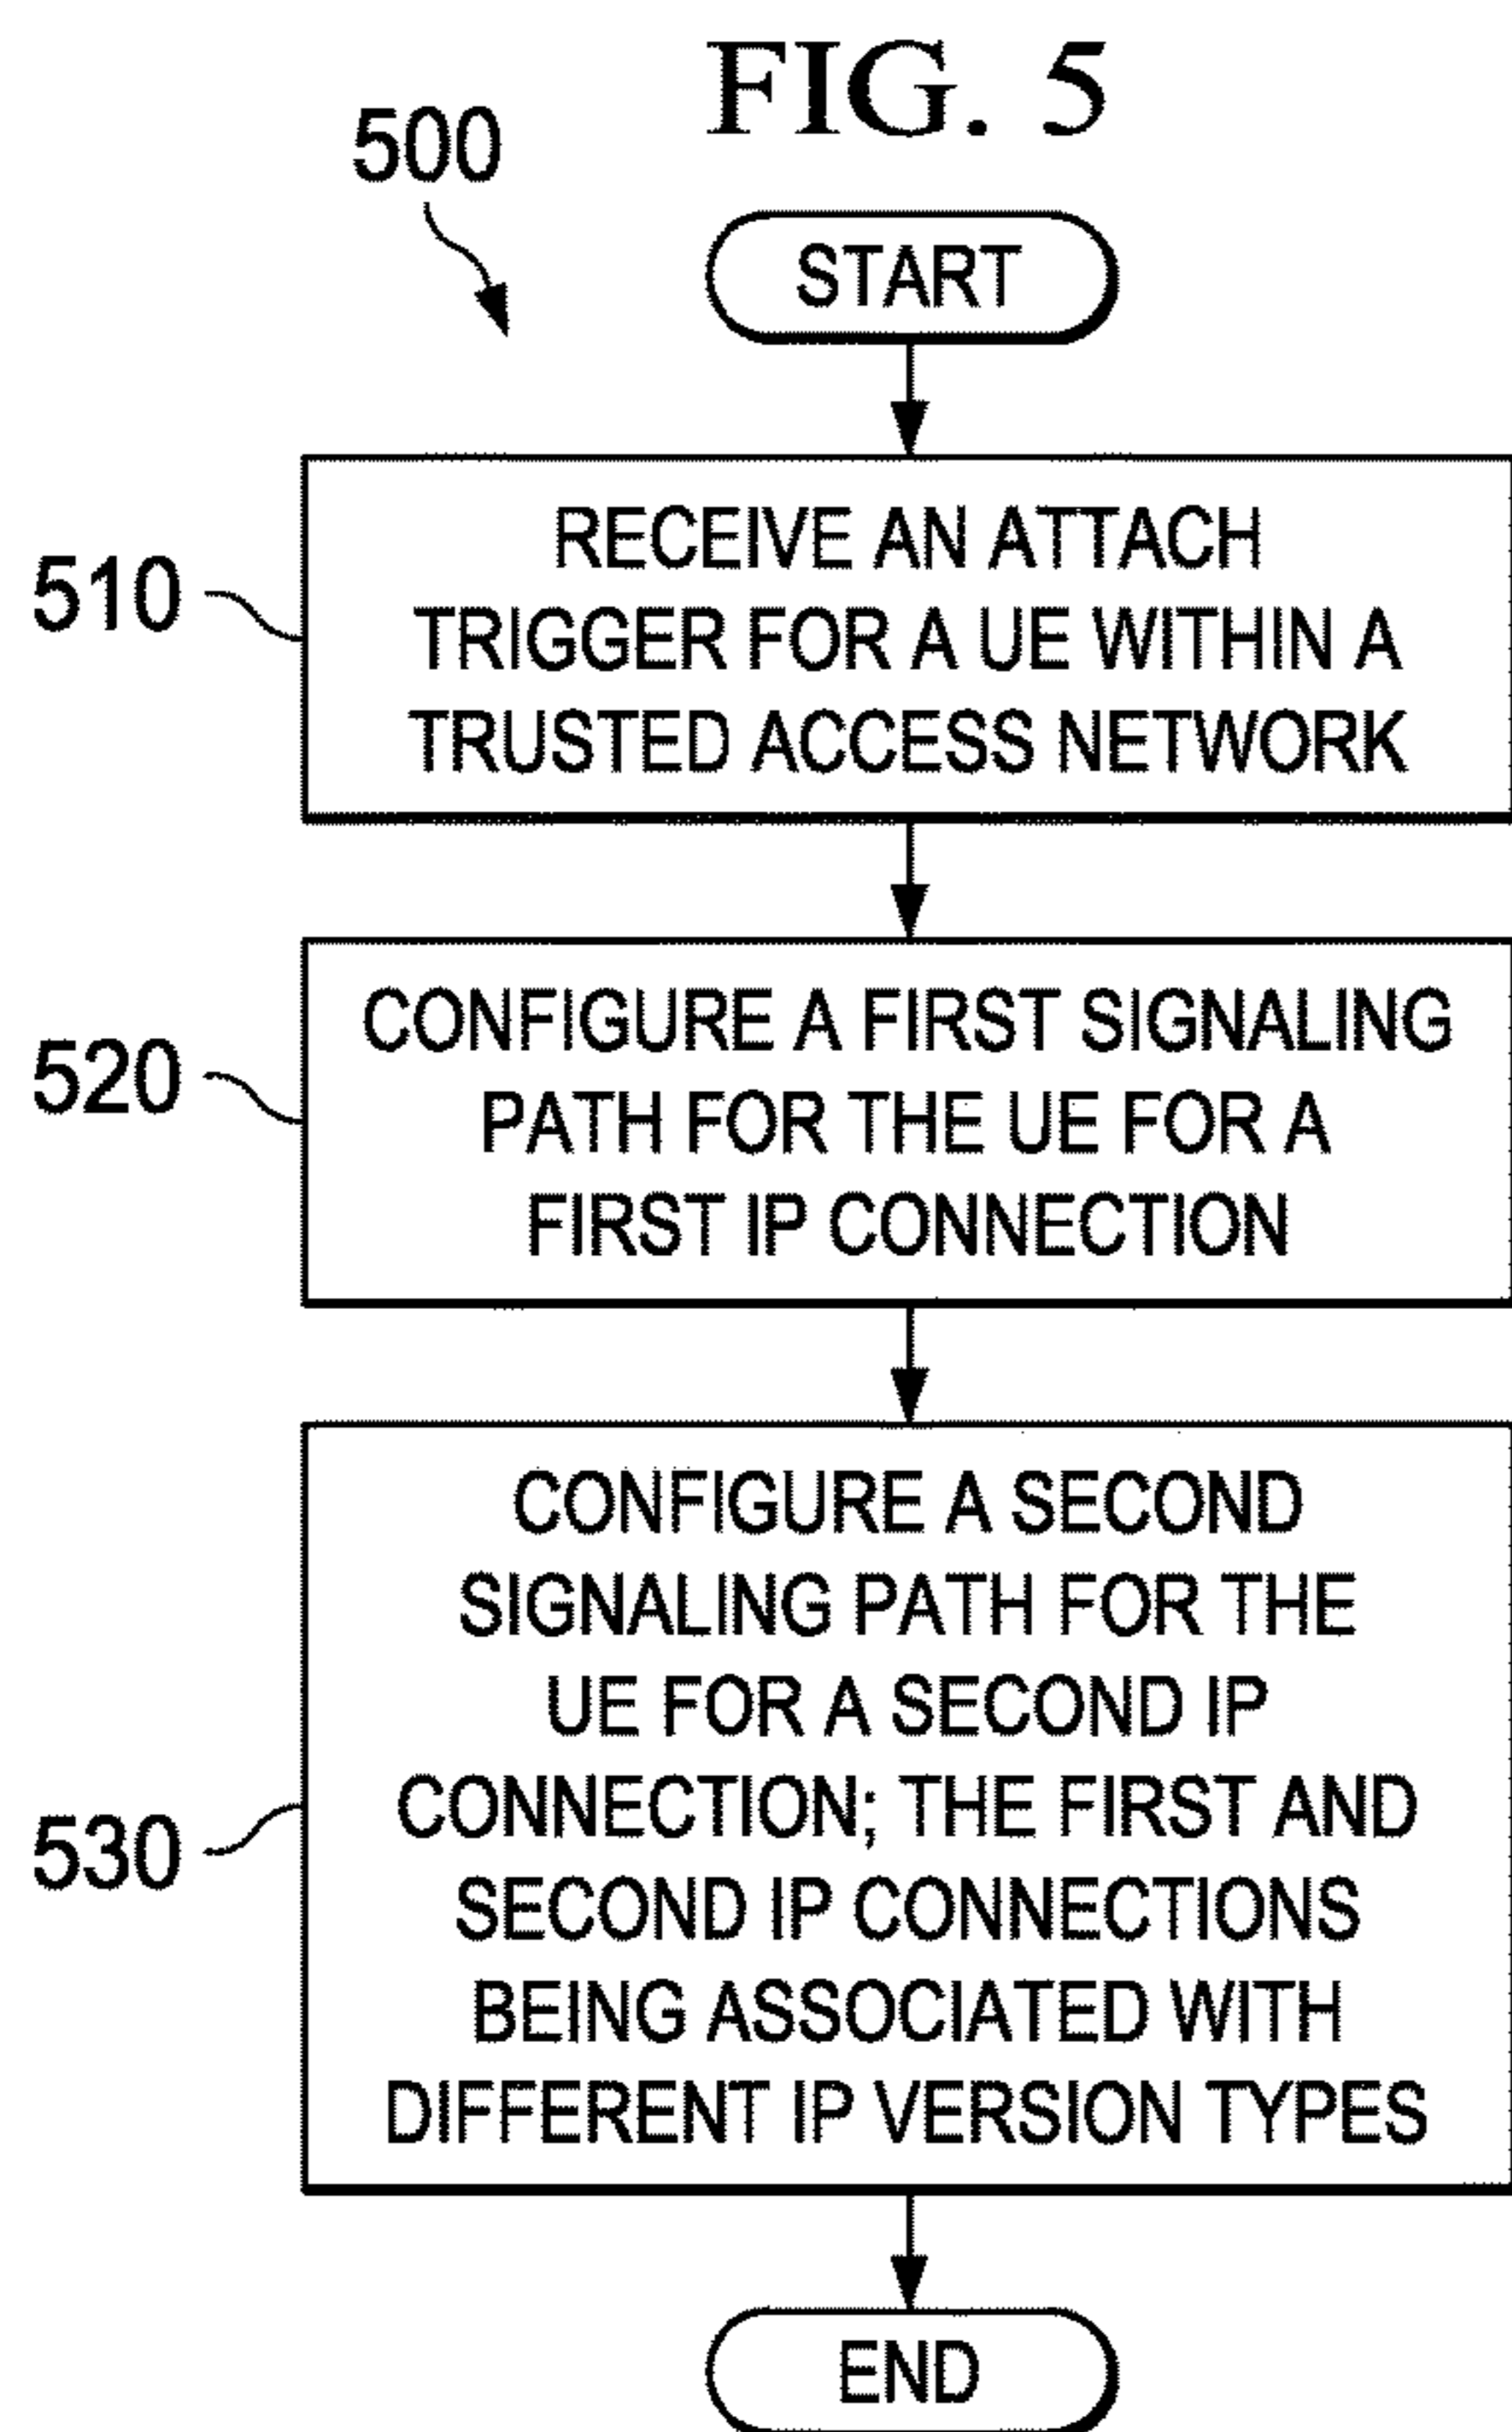 FIG. 5
500
START
510
RECEIVE AN ATTACH
TRIGGER FOR A UE WITHIN A
TRUSTED ACCESS NETWORK
520
CONFIGURE A FIRST SIGNALING
PATH FOR THE UE FOR A
FIRST IP CONNECTION
530
CONFIGURE A SECOND
SIGNALING PATH FOR THE
UE FOR A SECOND IP
CONNECTION; THE FIRST AND
SECOND IP CONNECTIONS
BEING ASSOCIATED WITH
DIFFERENT IP VERSION TYPES
END